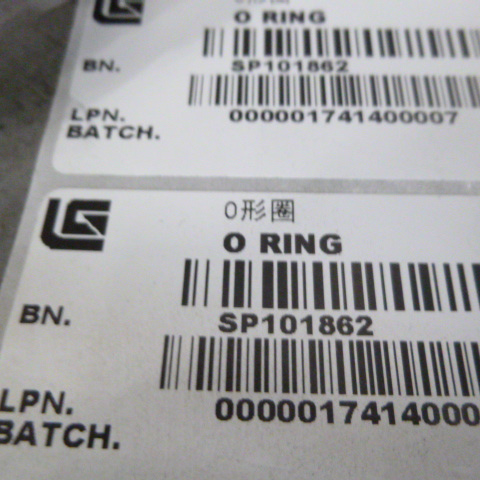 O RING
BN.
SP101862
LPN.
BATCH.
000001741400007
O形圈
O RING
BN.
SP101862
LPN.
BATCH.
0000017414000